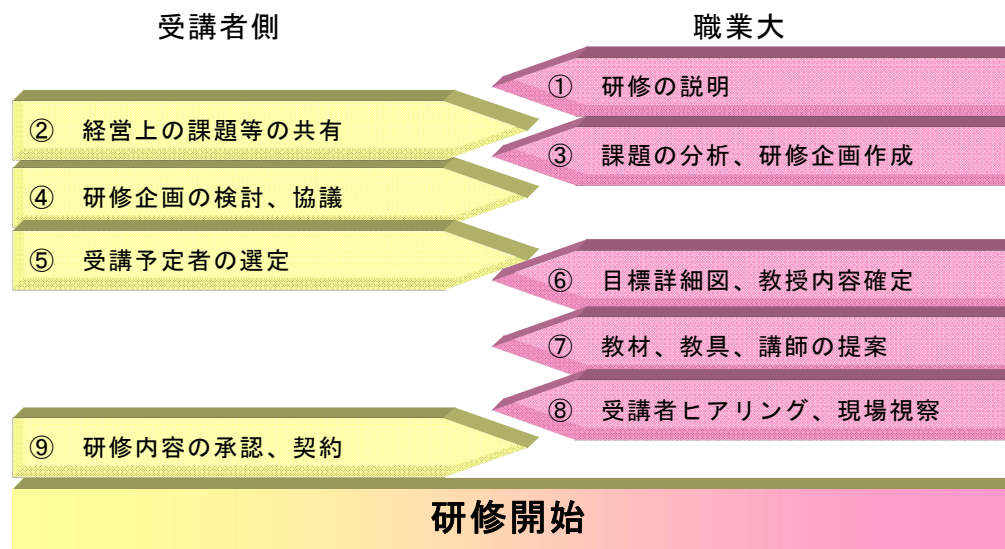 受講者側
職業大
① 研修の説明
② 経営上の課題等の共有
③ 課題の分析、研修企画作成
④ 研修企画の検討、協議
⑤ 受講予定者の選定
⑥ 目標詳細図、教授内容確定
⑦ 教材、教具、講師の提案
⑧ 受講者ヒアリング、現場視察
⑨ 研修内容の承認、契約
研修開始